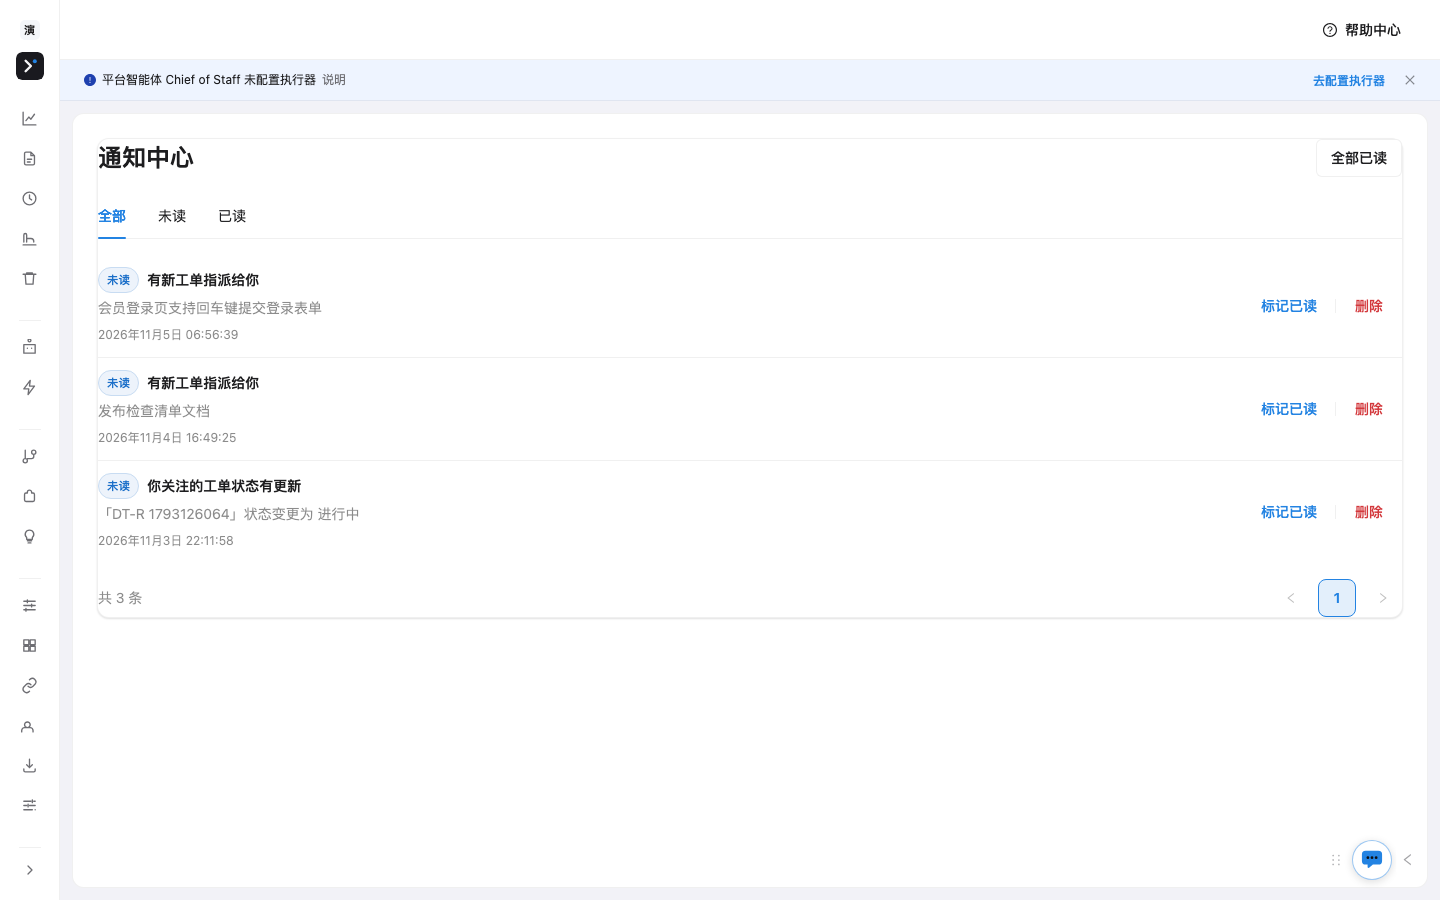 演
帮助中心
平台智能体 Chief of Staff 未配置执行器 说明
去配置执行器
通知中心
全部已读
全部 未读 已读
未读 有新工单指派给你
会员登录页支持回车键提交登录表单
2026年11月5日 06:56:39
标记已读 删除
未读 有新工单指派给你
发布检查清单文档
2026年11月4日 16:49:25
标记已读 删除
未读 你关注的工单状态有更新
「DT-R 1793126064」状态变更为 进行中
2026年11月3日 22:11:58
标记已读 删除
共 3 条
1